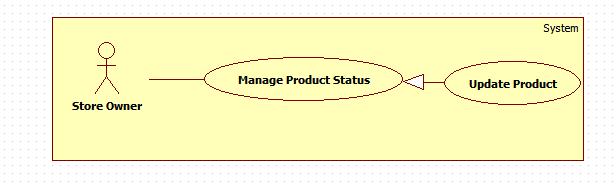 System
Manage Product Status
Update Product
Store Owner